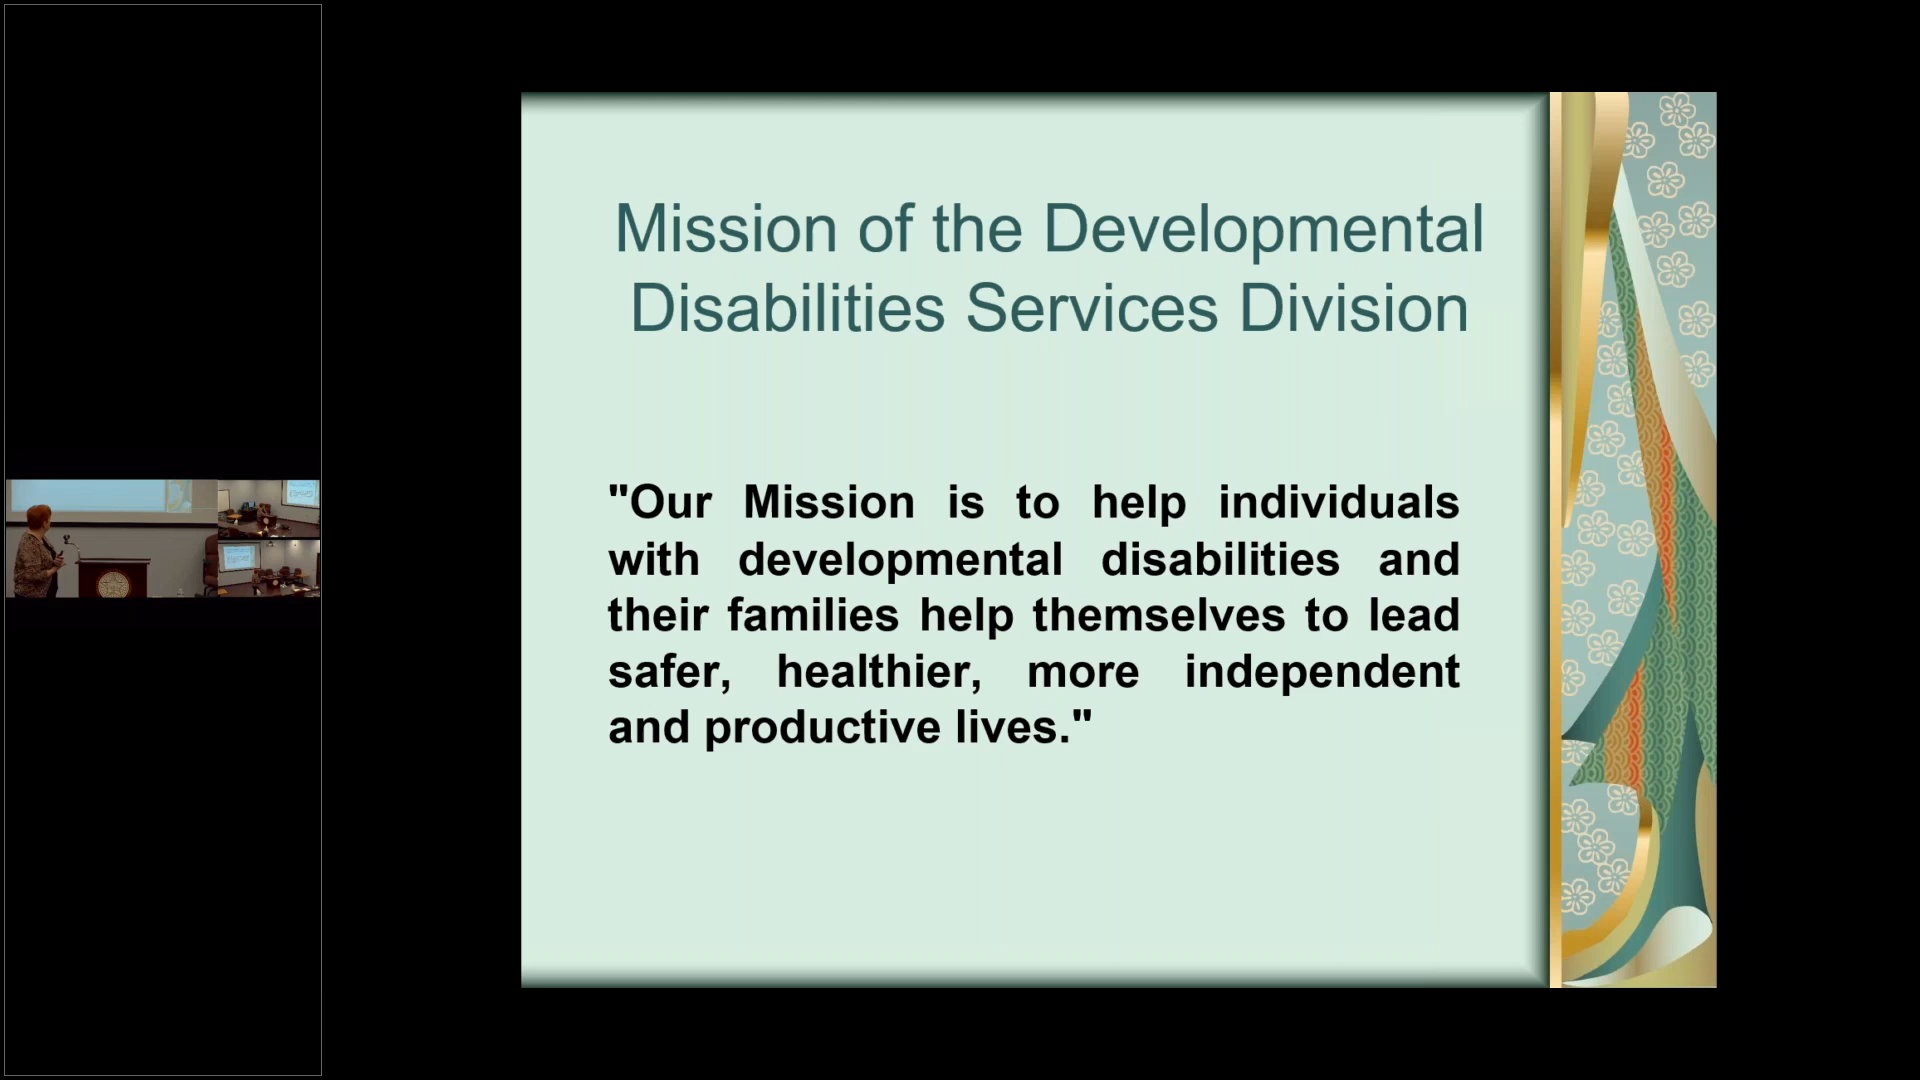 Mission of the Developmental
Disabilities Services Division
"Our Mission is to help individuals
with developmental disabilities and
their families help themselves to lead
safer, healthier, more independent
and productive lives."